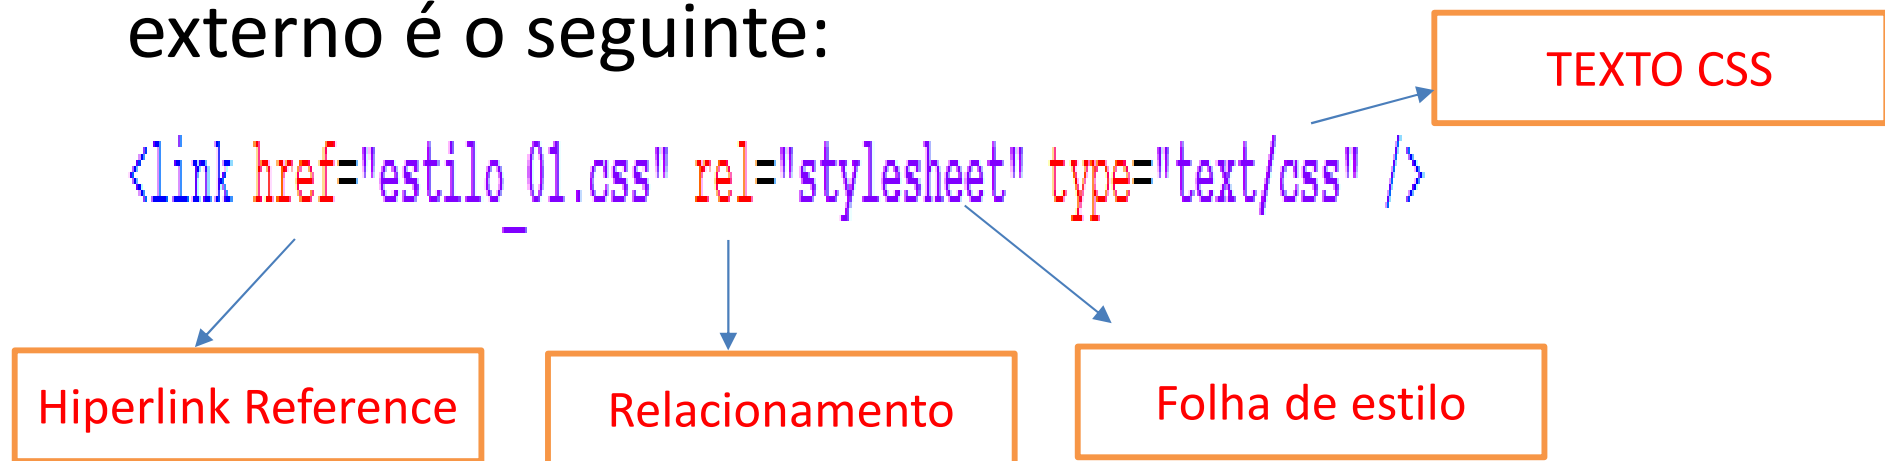 externo é o seguinte:
TEXTO CSS
<link href="estilo_01.css" rel="stylesheet" type="text/css" />
Hiperlink Reference
Relacionamento
Folha de estilo